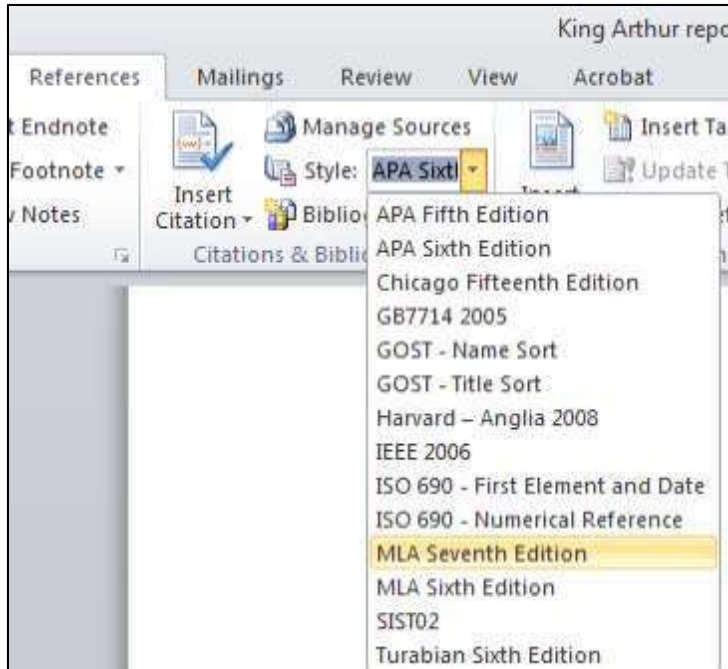 King Arthur repo
References Mailings Review View Acrobat
t Endnote Manage Sources Insert Ta
Footnote Style: APA Sixtl Update
Notes Insert Citation Biblio
Citations & Biblio
APA Fifth Edition
APA Sixth Edition
Chicago Fifteenth Edition
GB7714 2005
GOST - Name Sort
GOST - Title Sort
Harvard – Anglia 2008
IEEE 2006
ISO 690 - First Element and Date
ISO 690 - Numerical Reference
MLA Seventh Edition
MLA Sixth Edition
SIST02
Turabian Sixth Edition